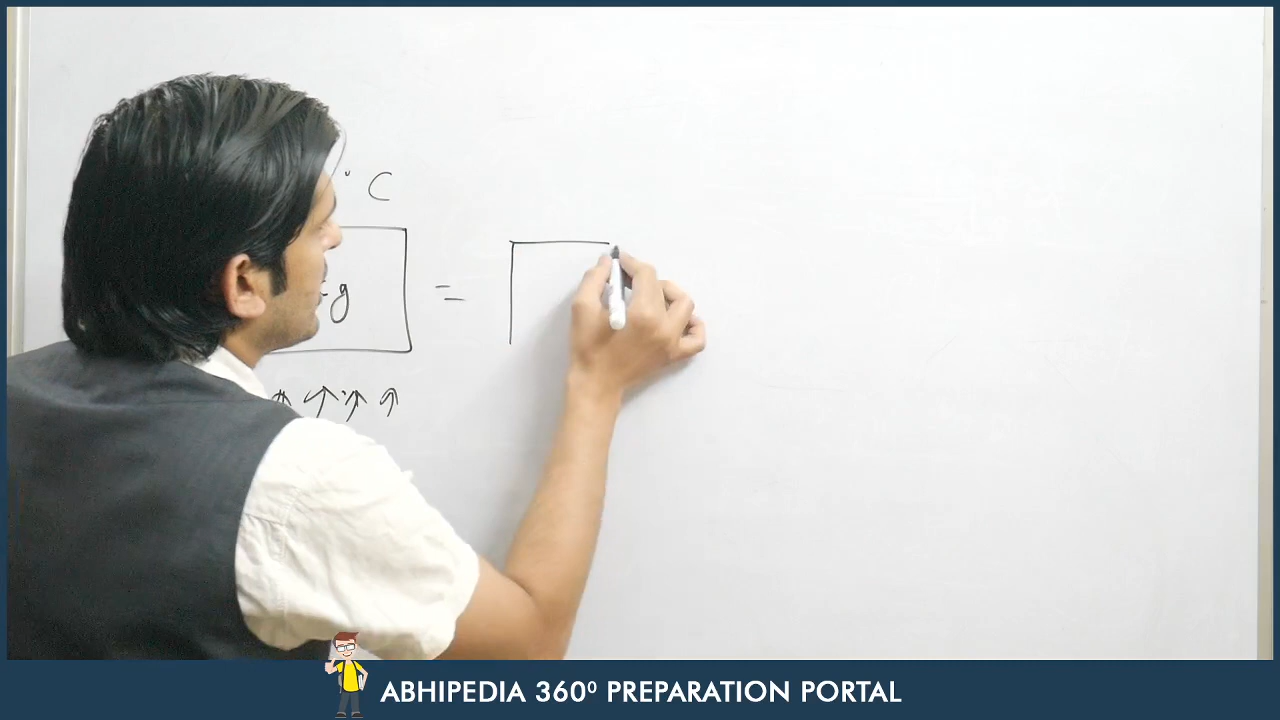 ° C
g
=
ABHIPEDIA 360⁰ PREPARATION PORTAL